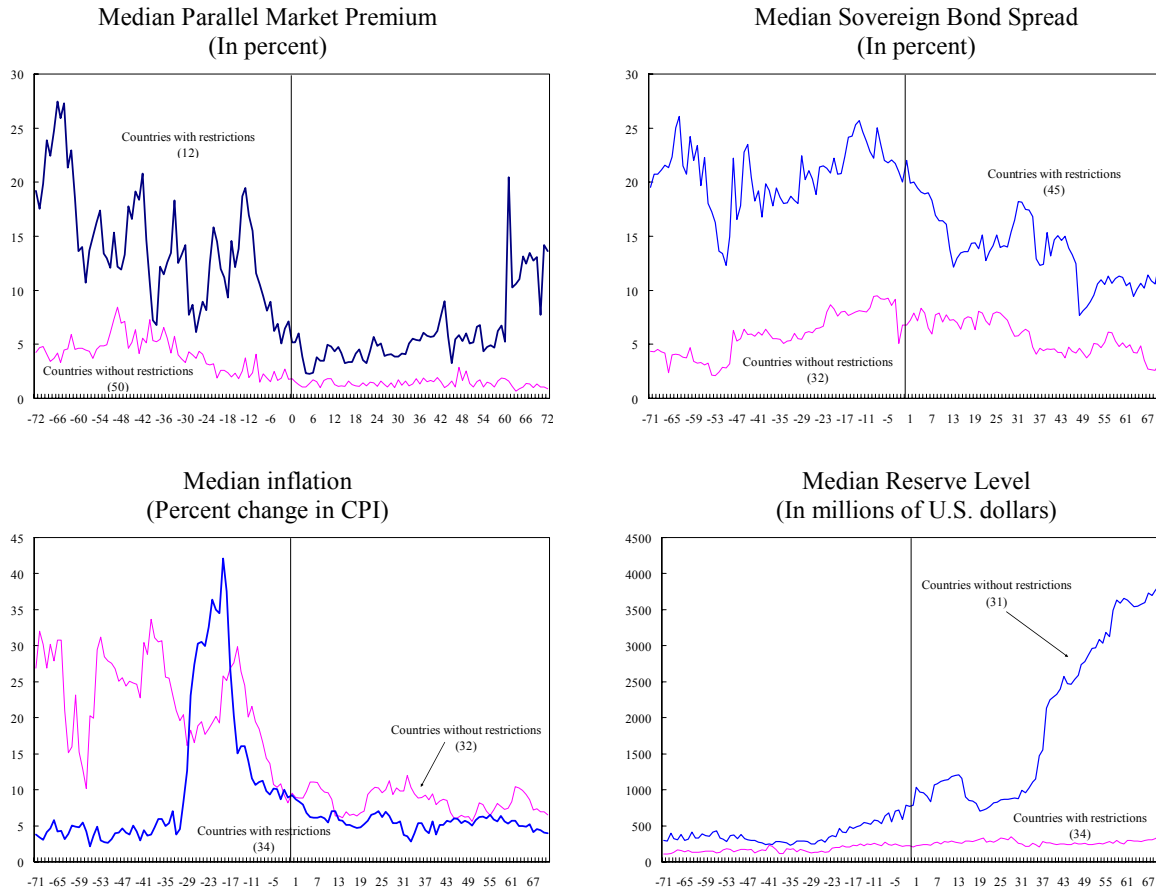 Median Parallel Market Premium
(In percent)
30
25
20
15
10
5
0
Countries with restrictions
(12)
Countries without restrictions
(50)
-72 -66 -60 -54 -48 -42 -36 -30 -24 -18 -12 -6 0 6 12 18 24 30 36 42 48 54 60 66 72
Median Sovereign Bond Spread
(In percent)
30
25
20
15
10
5
0
Countries with restrictions
(45)
Countries without restrictions
(32)
-71 -65 -59 -53 -47 -41 -35 -29 -23 -17 -11 -5 1 7 13 19 25 31 37 43 49 55 61 67
Median inflation
(Percent change in CPI)
45
40
35
30
25
20
15
10
5
0
Countries without restrictions
(32)
Countries with restrictions
(34)
-71 -65 -59 -53 -47 -41 -35 -29 -23 -17 -11 -5 1 7 13 19 25 31 37 43 49 55 61 67
Median Reserve Level
(In millions of U.S. dollars)
4500
4000
3500
3000
2500
2000
1500
1000
500
0
Countries without restrictions
(31)
Countries with restrictions
(34)
-71 -65 -59 -53 -47 -41 -35 -29 -23 -17 -11 -5 1 7 13 19 25 31 37 43 49 55 61 67